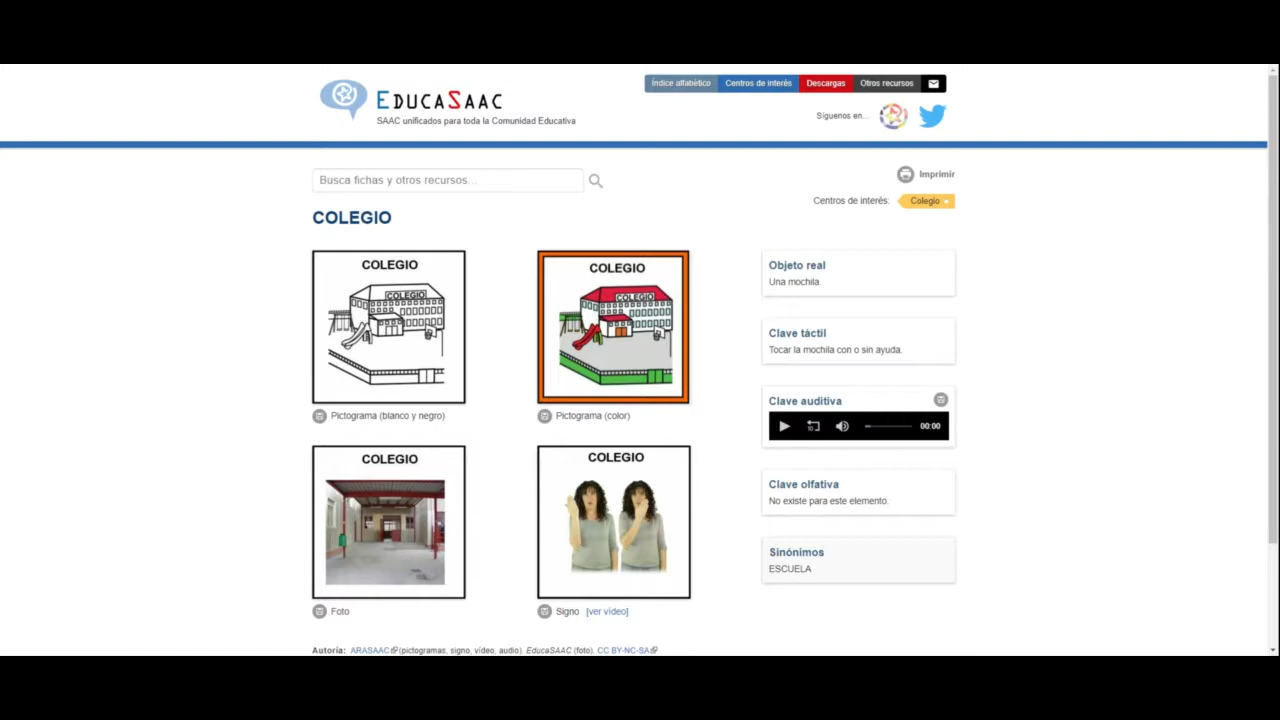 Índice alfabético Centros de interés Descargas Otros recursos
EDUCASAAC
SAAC unificados para toda la Comunidad Educativa
Síguenos en...
Busca fichas y otros recursos...
Imprimir
Centros de interés: Colegio
COLEGIO
COLEGIO
COLEGIO
Pictograma (blanco y negro)
COLEGIO
COLEGIO
Pictograma (color)
Objeto real
Una mochila.
Clave táctil
Tocar la mochila con o sin ayuda.
Clave auditiva
10
00:00
COLEGIO
Foto
COLEGIO
Signo [ver vídeo]
Clave olfativa
No existe para este elemento.
Sinónimos
ESCUELA
Autoría: ARASAAC (pictogramas, signo, vídeo, audio). EducaSAAC (foto). CC BY-NC-SA